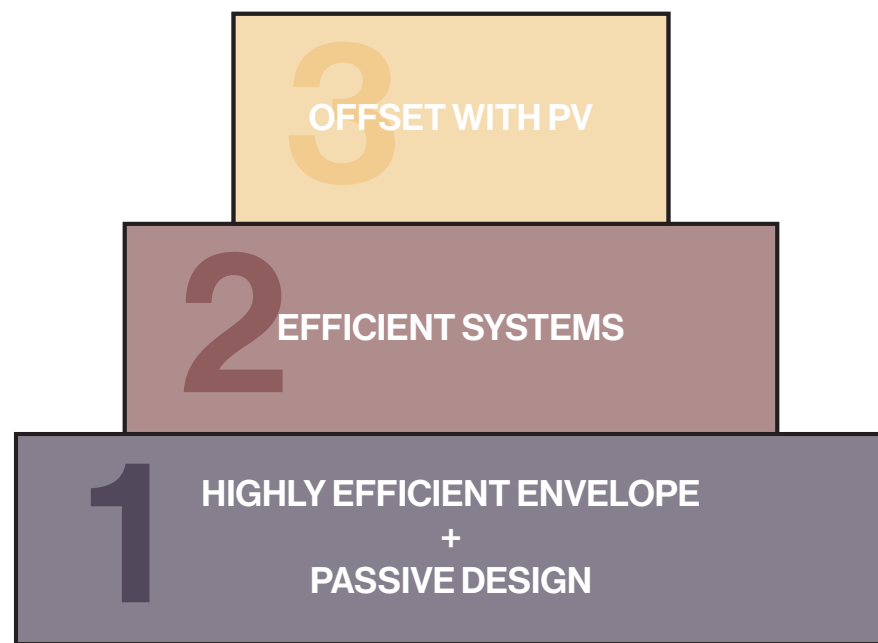 3
OFFSET WITH PV
2
EFFICIENT SYSTEMS
1
HIGHLY EFFICIENT ENVELOPE
+
PASSIVE DESIGN